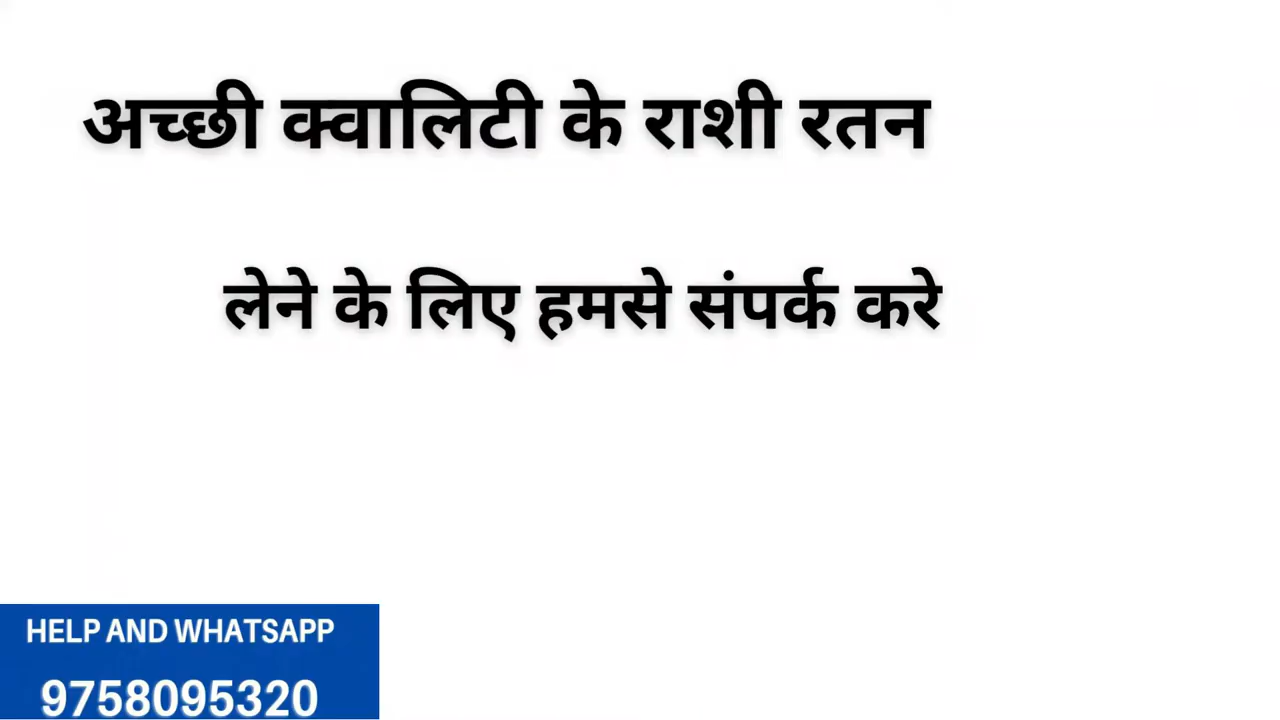 अच्छी क्वालिटी के राशी रतन
लेने के लिए हमसे संपर्क करे
HELP AND WHATSAPP
9758095320